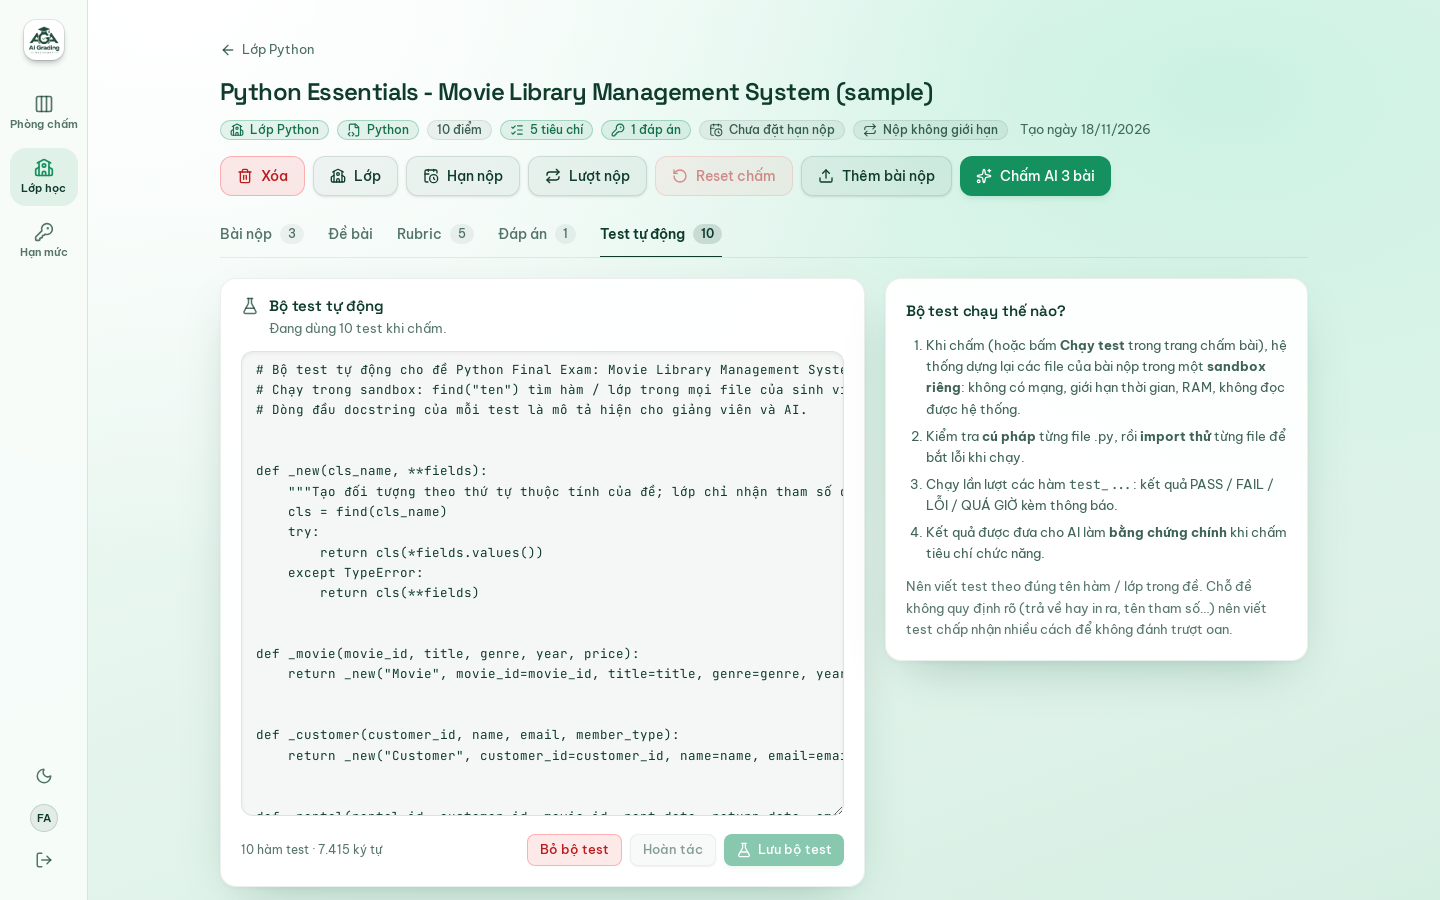 AI Grading
Phòng chấm
Lớp học
Hạn mức
FA
Lớp Python
Python Essentials - Movie Library Management System (sample)
Lớp Python Python 10 điểm 5 tiêu chí 1 đáp án Chưa đặt hạn nộp Nộp không giới hạn Tạo ngày 18/11/2026
Xóa Lớp Hạn nộp Lượt nộp Reset chấm Thêm bài nộp Chấm AI 3 bài
Bài nộp 3 Đề bài Rubric 5 Đáp án 1 Test tự động 10
Bộ test tự động
Đang dùng 10 test khi chấm.
# Bộ test tự động cho đề Python Final Exam: Movie Library Management Syste
# Chạy trong sandbox: find("ten") tìm hàm / lớp trong mọi file của sinh vi
# Dòng đầu docstring của mỗi test là mô tả hiện cho giảng viên và AI.
def _new(cls_name, **fields):
"""Tạo đối tượng theo thứ tự thuộc tính của đề; lớp chỉ nhận tham số
cls = find(cls_name)
try:
return cls(*fields.values())
except TypeError:
return cls(**fields)
def _movie(movie_id, title, genre, year, price):
return _new("Movie", movie_id=movie_id, title=title, genre=genre, year
def _customer(customer_id, name, email, member_type):
return _new("Customer", customer_id=customer_id, name=name, email=emai
10 hàm test · 7.415 ký tự
Bỏ bộ test Hoàn tác Lưu bộ test
Bộ test chạy thế nào?
1. Khi chấm (hoặc bấm Chạy test trong trang chấm bài), hệ
thống dựng lại các file của bài nộp trong một sandbox
riêng: không có mạng, giới hạn thời gian, RAM, không đọc
được hệ thống.
2. Kiểm tra cú pháp từng file .py, rồi import thử từng file để
bắt lỗi khi chạy.
3. Chạy lần lượt các hàm test_...: kết quả PASS / FAIL /
LỖI / QUÁ GIỜ kèm thông báo.
4. Kết quả được đưa cho AI làm bằng chứng chính khi chấm
tiêu chí chức năng.
Nên viết test theo đúng tên hàm / lớp trong đề. Chỗ đề
không quy định rõ (trả về hay in ra, tên tham số…) nên viết
test chấp nhận nhiều cách để không đánh trượt oan.